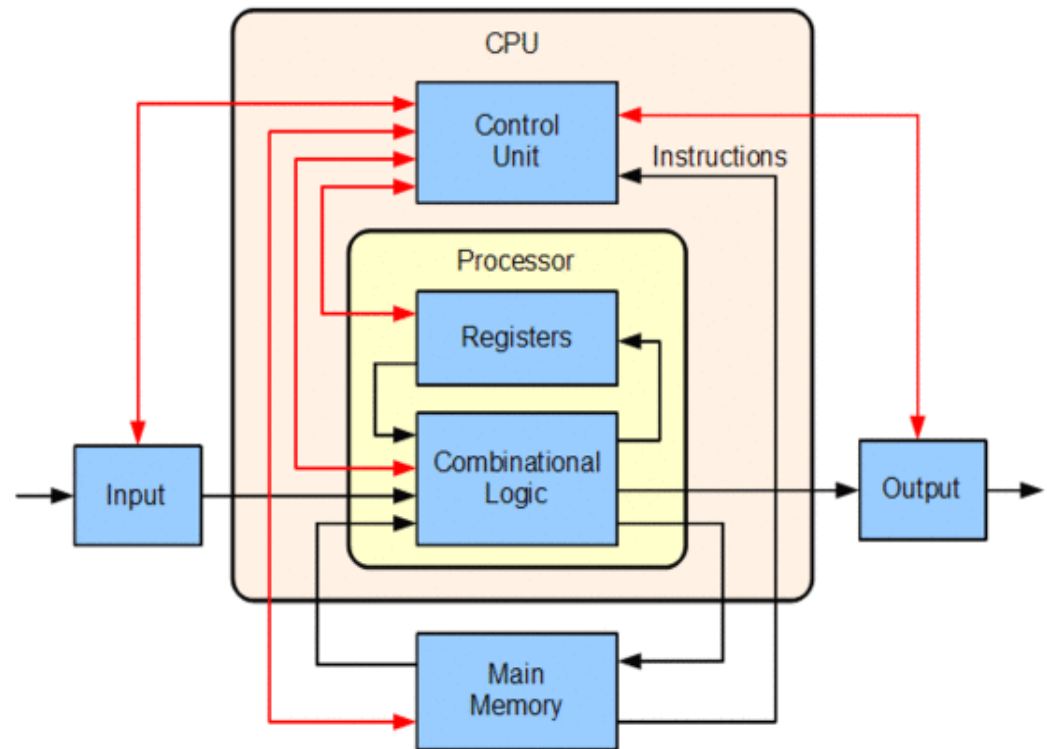 CPU
Control
Unit
Instructions
Processor
Registers
Combinational
Logic
Input
Output
Main
Memory